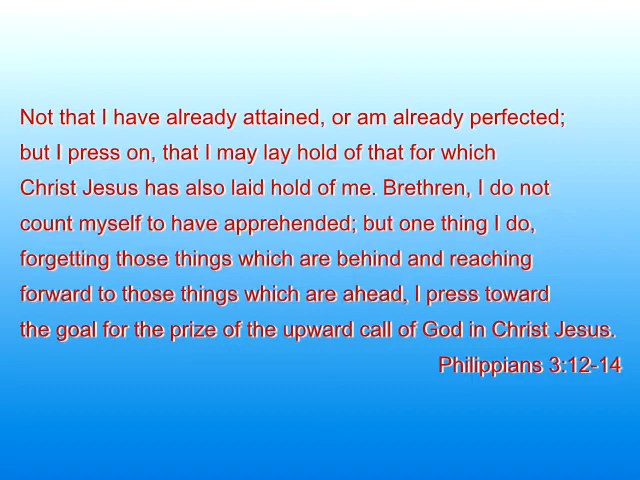 Not that I have already attained, or am already perfected;
but I press on, that I may lay hold of that for which
Christ Jesus has also laid hold of me. Brethren, I do not
count myself to have apprehended; but one thing I do,
forgetting those things which are behind and reaching
forward to those things which are ahead, I press toward
the goal for the prize of the upward call of God in Christ Jesus.
Philippians 3:12-14